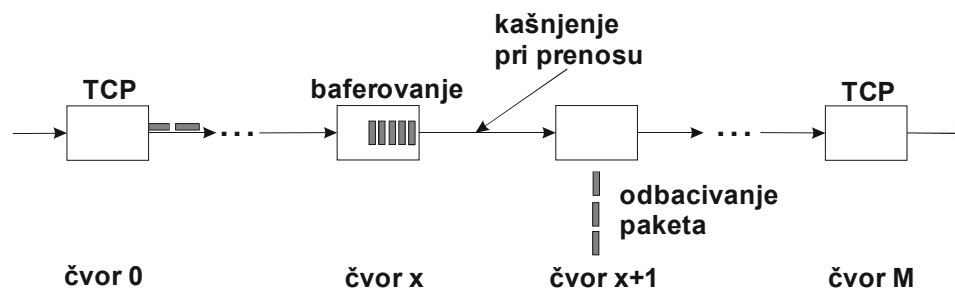 kašnjenje
pri prenosu
TCP
baferovanje
TCP
...
...
odbacivanje
paketa
čvor 0
čvor x
čvor x+1
čvor M